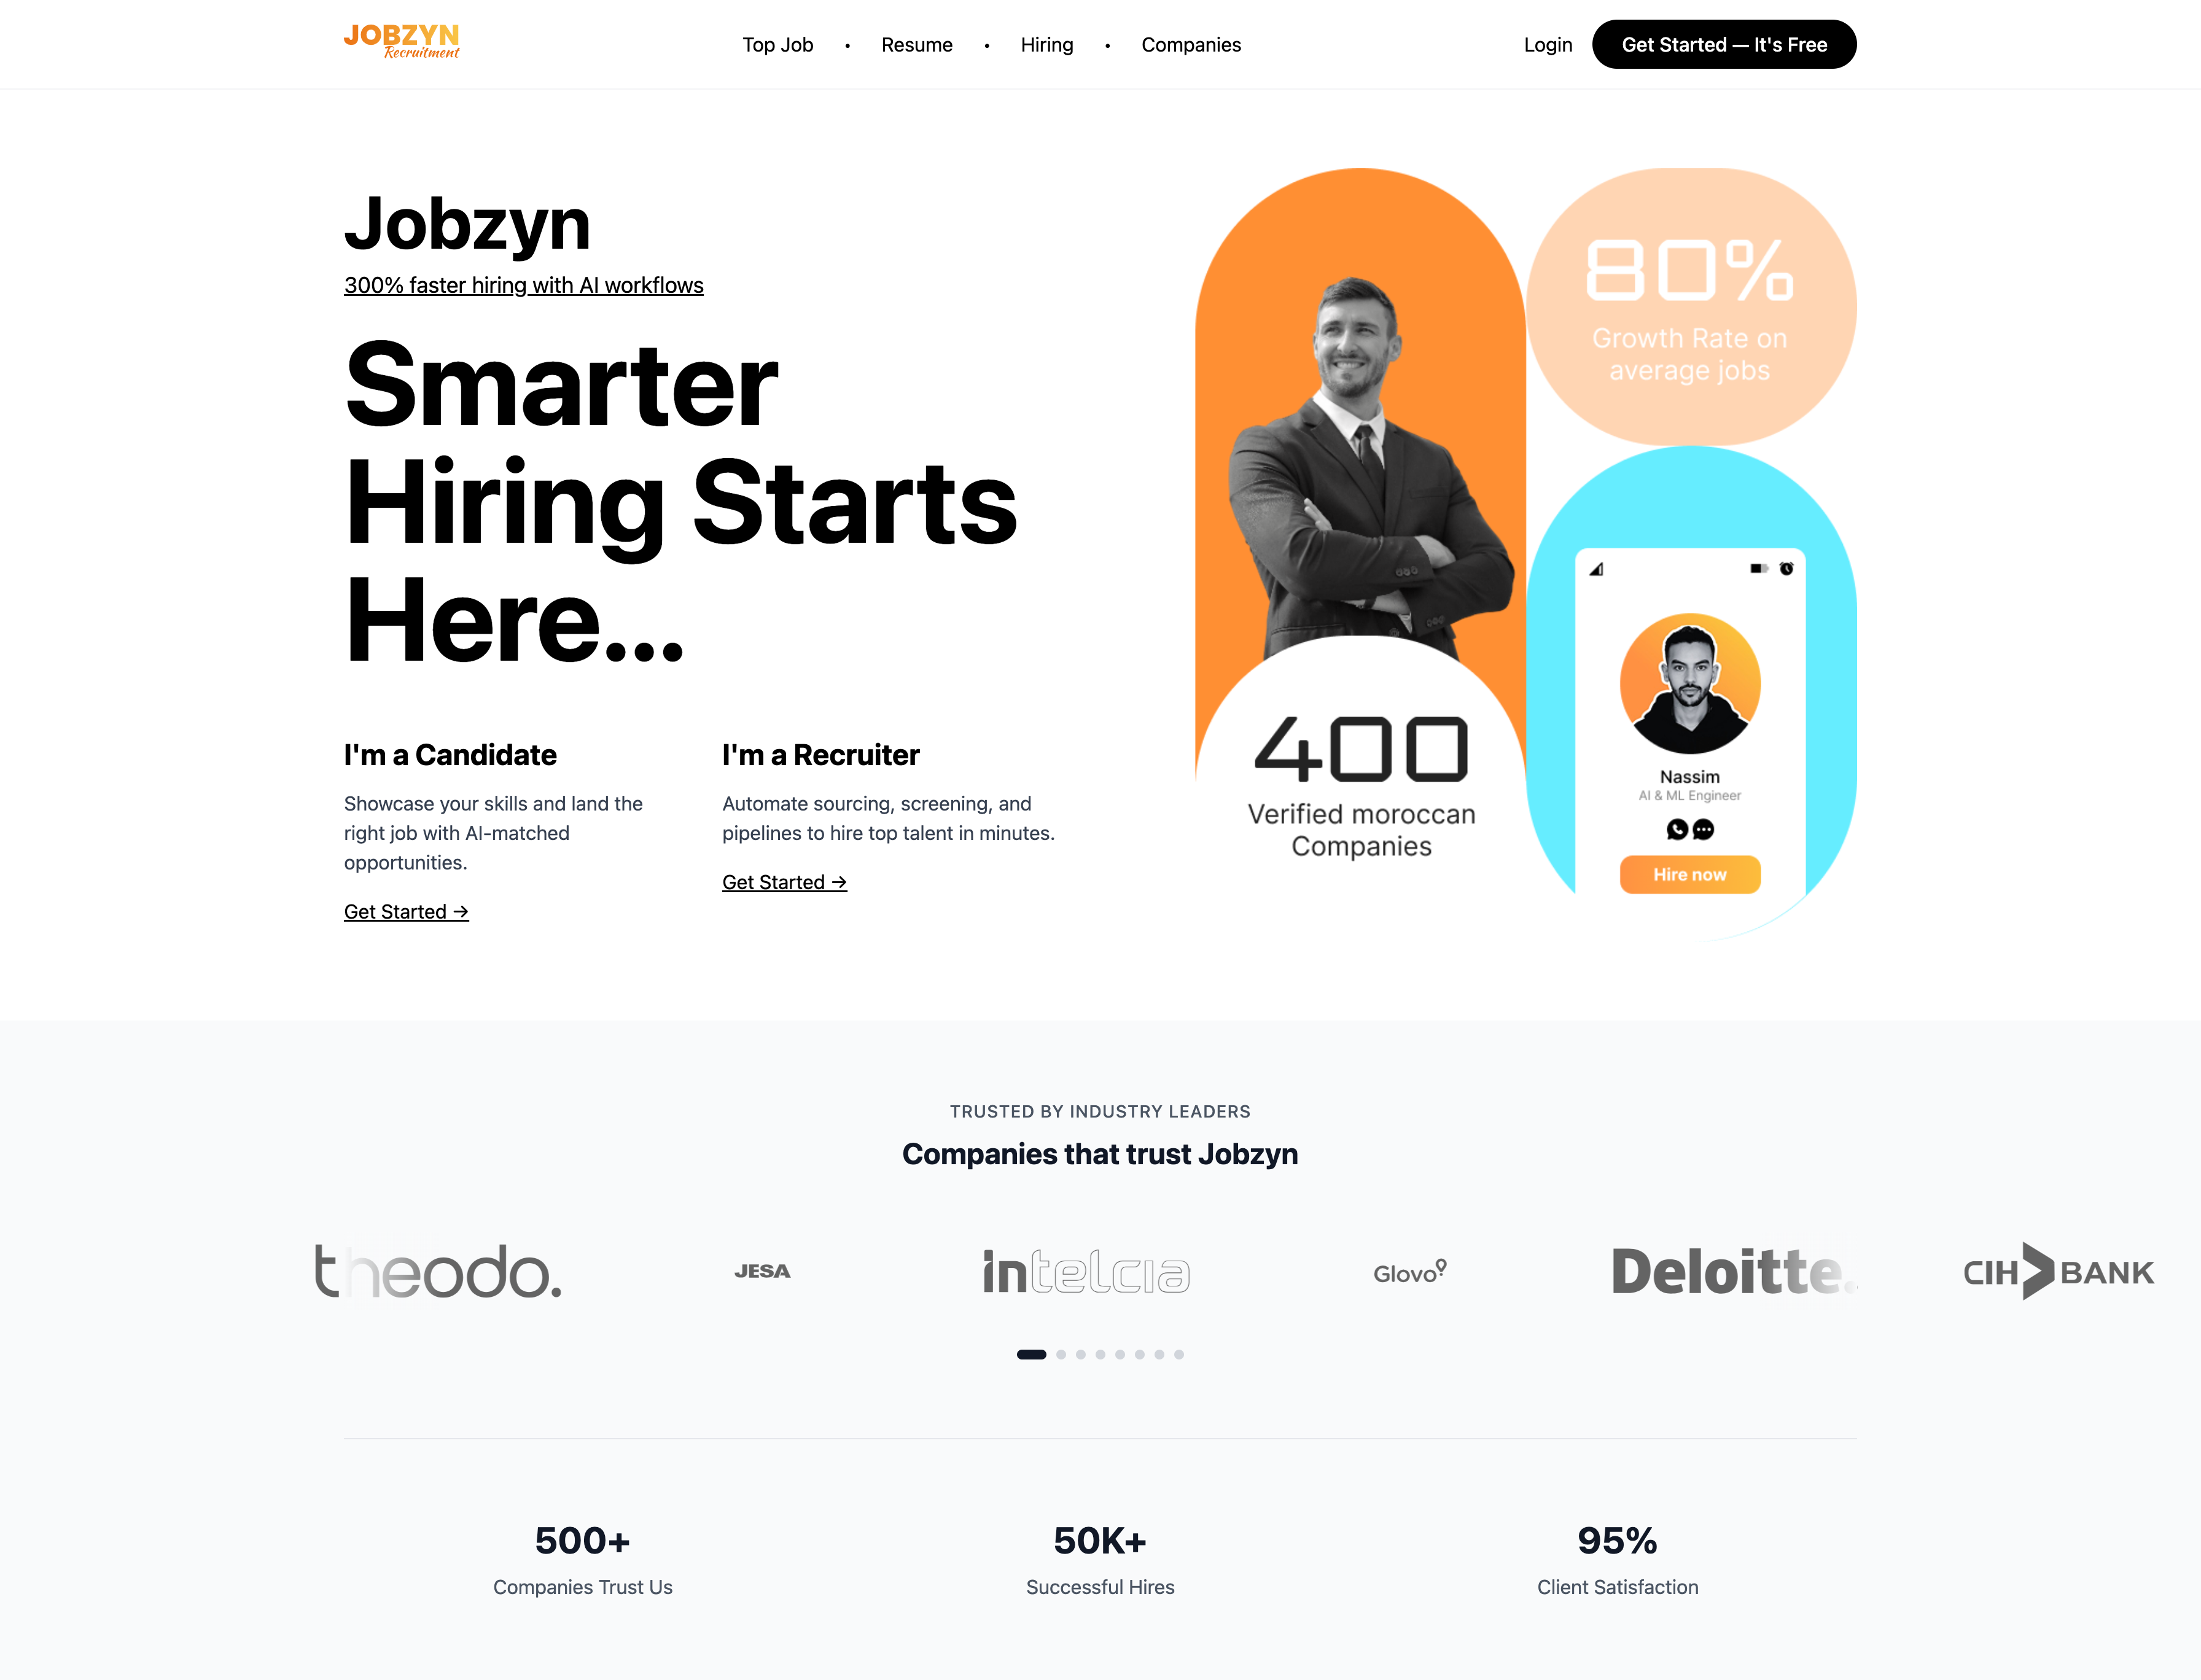 JOBZYN
Recruitment
Top Job • Resume • Hiring • Companies
Login
Get Started — It's Free
Jobzyn
300% faster hiring with AI workflows
Smarter
Hiring Starts
Here...
I'm a Candidate
Showcase your skills and land the
right job with AI-matched
opportunities.
Get Started →
I'm a Recruiter
Automate sourcing, screening, and
pipelines to hire top talent in minutes.
Get Started →
400
Verified moroccan
Companies
80%
Growth Rate on
average jobs
Nassim
AI & ML Engineer
Hire now
TRUSTED BY INDUSTRY LEADERS
Companies that trust Jobzyn
theodo.
JESA
intelcia
Glovo
Deloitte.
CIH BANK
500+
Companies Trust Us
50K+
Successful Hires
95%
Client Satisfaction